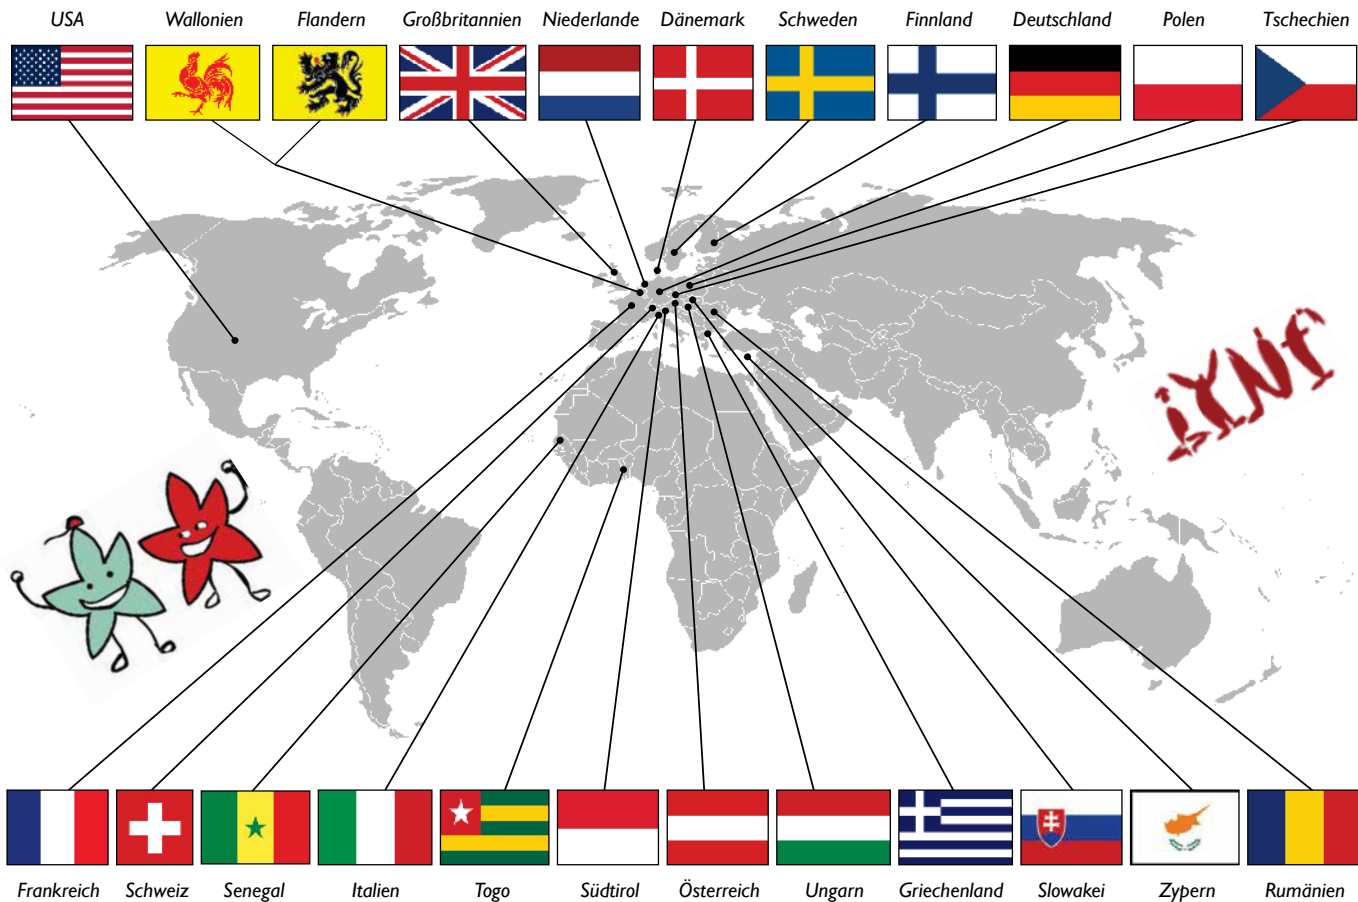 USA Wallonien Flandern Großbritannien Niederlande Dänemark Schweden Finnland Deutschland Polen Tschechien
iYNf
Frankreich Schweiz Senegal Italien Togo Südtirol Österreich Ungarn Griechenland Slowakei Zypern Rumänien